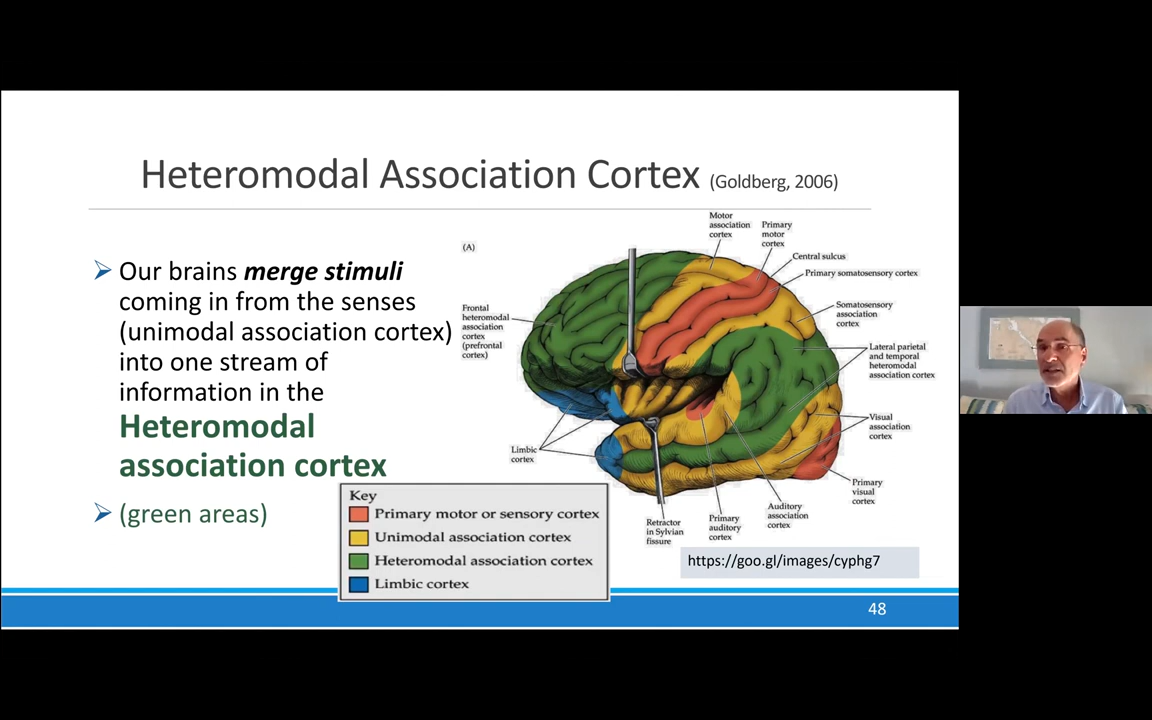 Heteromodal Association Cortex (Goldberg, 2006)
➢ Our brains merge stimuli
coming in from the senses
(unimodal association cortex)
into one stream of
information in the
Heteromodal
association cortex
➢ (green areas)
(A)
Motor
association
cortex
Primary
motor
cortex
Central sulcus
Primary somatosensory cortex
Somatosensory
association
cortex
Frontal
heteromodal
association
cortex
(prefrontal
cortex)
Lateral parietal
and temporal
heteromodal
association cortex
Visual
association
cortex
Limbic
cortex
Primary
visual
cortex
Auditory
association
cortex
Primary
auditory
cortex
Retractor
in Sylvian
fissure
Key
Primary motor or sensory cortex
Unimodal association cortex
Heteromodal association cortex
Limbic cortex
https://goo.gl/images/cyphg7
48